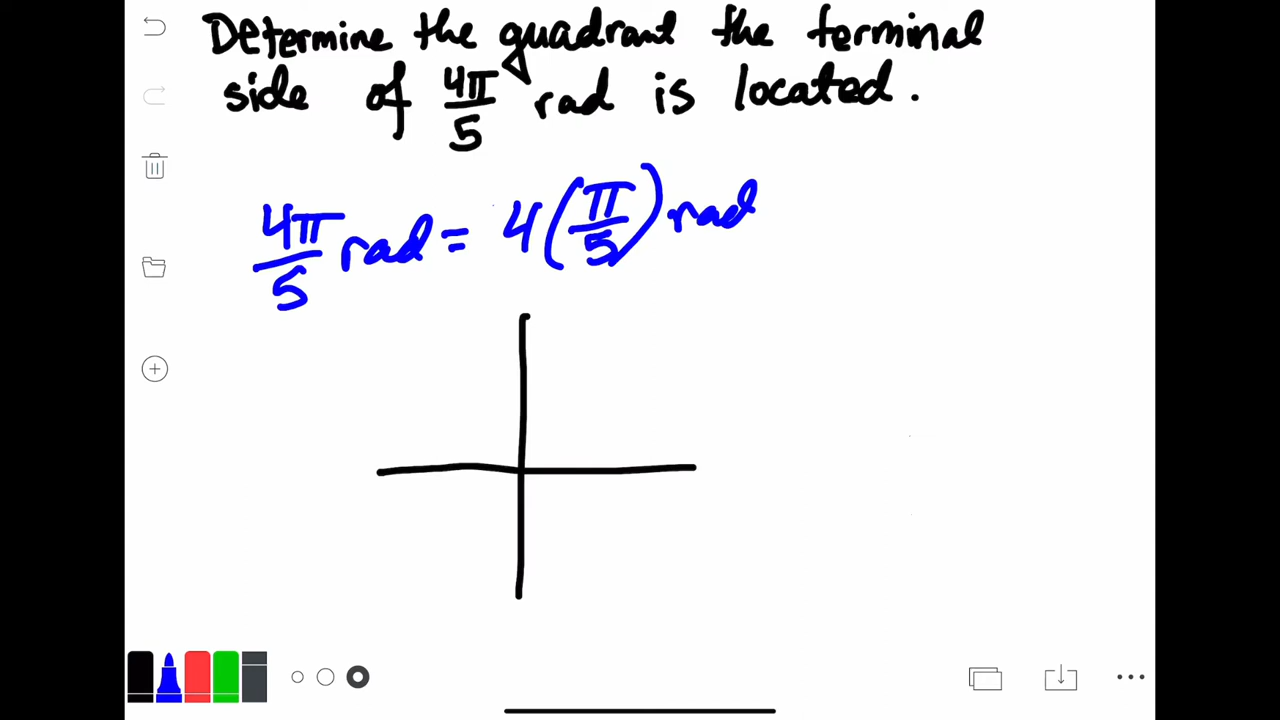 Determine the quadrant the terminal
side of 4π/5 rad is located.
4π/5 rad = 4(π/5) rad